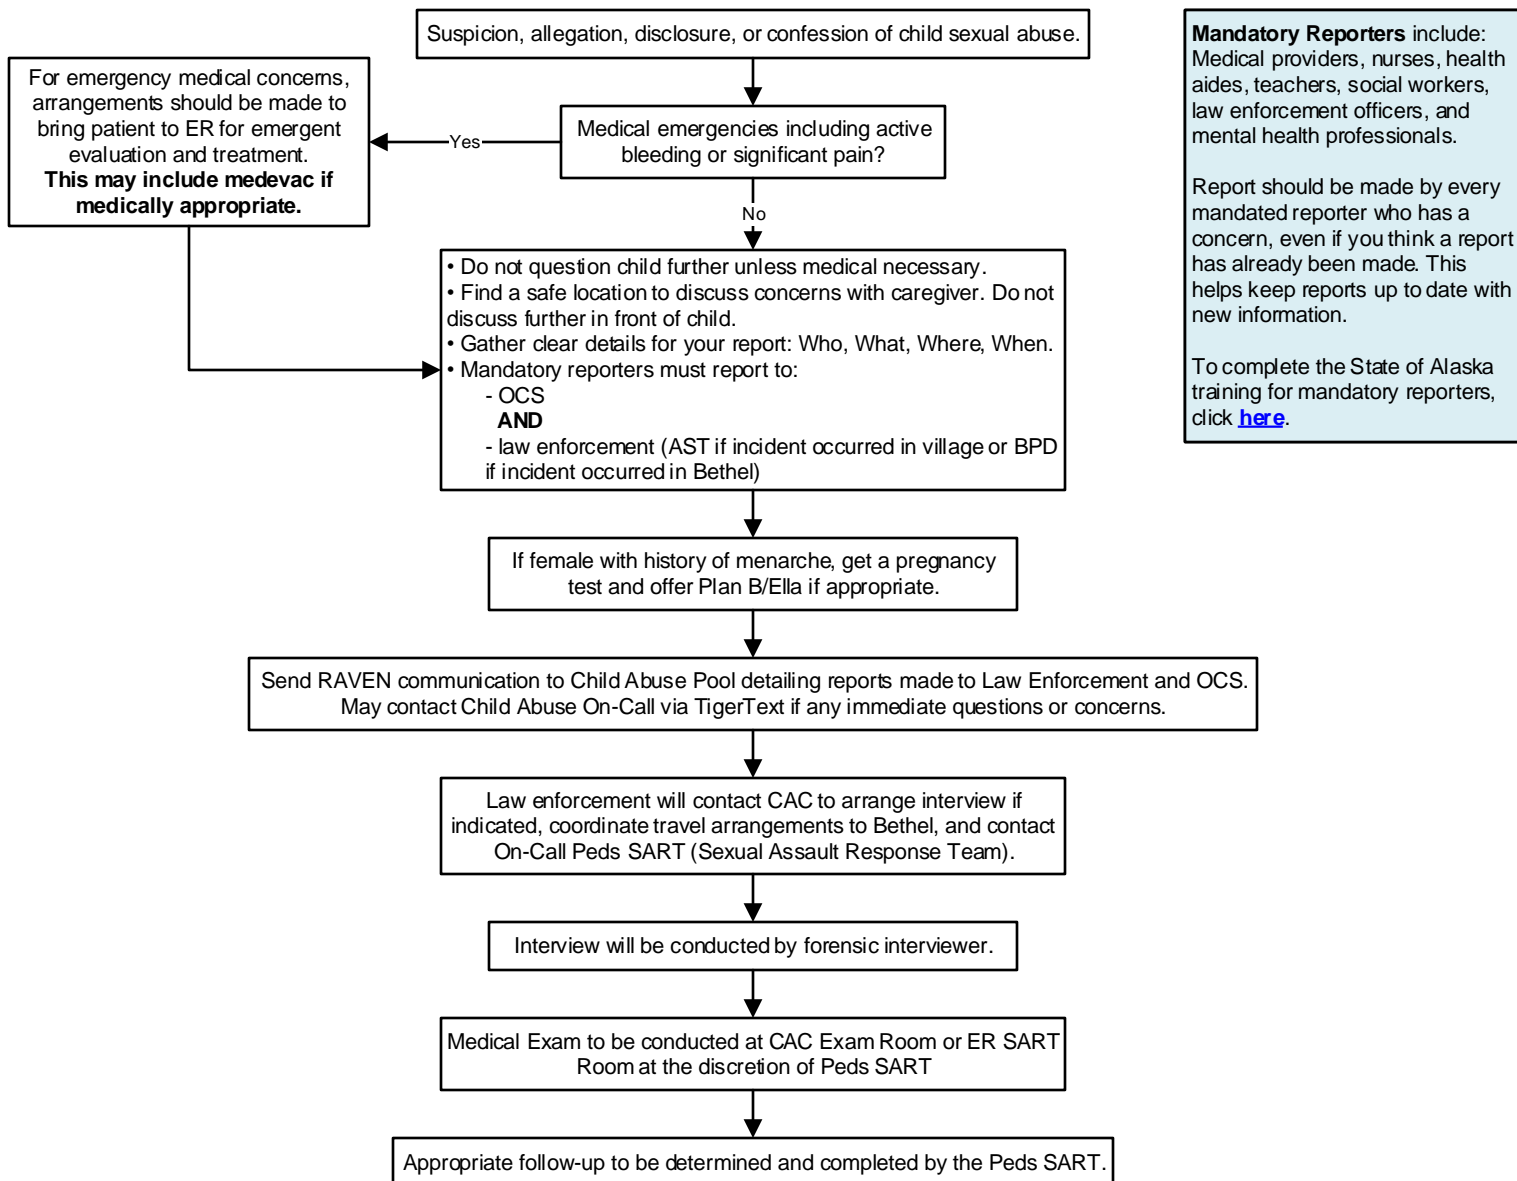 Suspicion, allegation, disclosure, or confession of child sexual abuse.
For emergency medical concerns,
arrangements should be made to
bring patient to ER for emergent
evaluation and treatment.
This may include medevac if
medically appropriate.
Yes
Medical emergencies including active
bleeding or significant pain?
No
• Do not question child further unless medical necessary.
• Find a safe location to discuss concerns with caregiver. Do not
discuss further in front of child.
• Gather clear details for your report: Who, What, Where, When.
• Mandatory reporters must report to:
- OCS
AND
- law enforcement (AST if incident occurred in village or BPD
if incident occurred in Bethel)
If female with history of menarche, get a pregnancy
test and offer Plan B/Ella if appropriate.
Send RAVEN communication to Child Abuse Pool detailing reports made to Law Enforcement and OCS.
May contact Child Abuse On-Call via TigerText if any immediate questions or concerns.
Law enforcement will contact CAC to arrange interview if
indicated, coordinate travel arrangements to Bethel, and contact
On-Call Peds SART (Sexual Assault Response Team).
Interview will be conducted by forensic interviewer.
Medical Exam to be conducted at CAC Exam Room or ER SART
Room at the discretion of Peds SART
Appropriate follow-up to be determined and completed by the Peds SART.
Mandatory Reporters include:
Medical providers, nurses, health
aides, teachers, social workers,
law enforcement officers, and
mental health professionals.
Report should be made by every
mandated reporter who has a
concern, even if you think a report
has already been made. This
helps keep reports up to date with
new information.
To complete the State of Alaska
training for mandatory reporters,
click here.